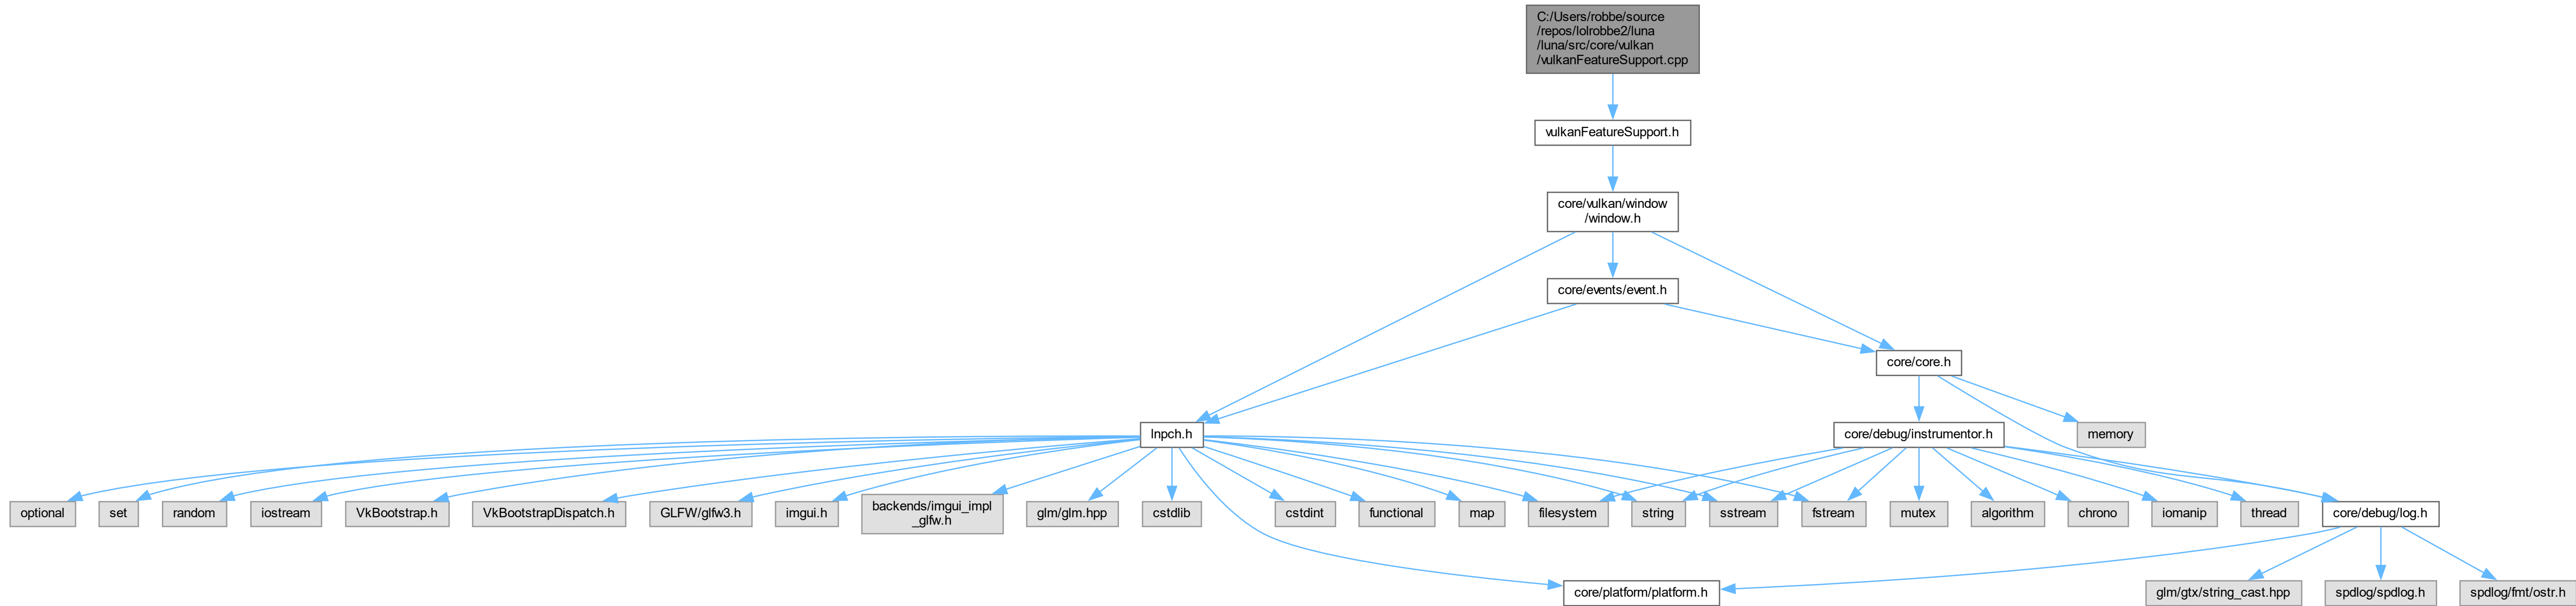 C:/Users/robbe/source
/repos/lolrobbe2/luna
/luna/src/core/vulkan
/vulkanFeatureSupport.cpp
vulkanFeatureSupport.h
core/vulkan/window
/window.h
core/events/event.h
core/core.h
lnpch.h
core/debug/instrumentor.h
memory
optional
set
random
iostream
VkBootstrap.h
VkBootstrapDispatch.h
GLFW/glfw3.h
imgui.h
backends/imgui_impl
_glfw.h
glm/glm.hpp
cstdlib
cstdint
functional
map
filesystem
string
sstream
fstream
mutex
algorithm
chrono
iomanip
thread
core/debug/log.h
core/platform/platform.h
glm/gtx/string_cast.hpp
spdlog/spdlog.h
spdlog/fmt/ostr.h